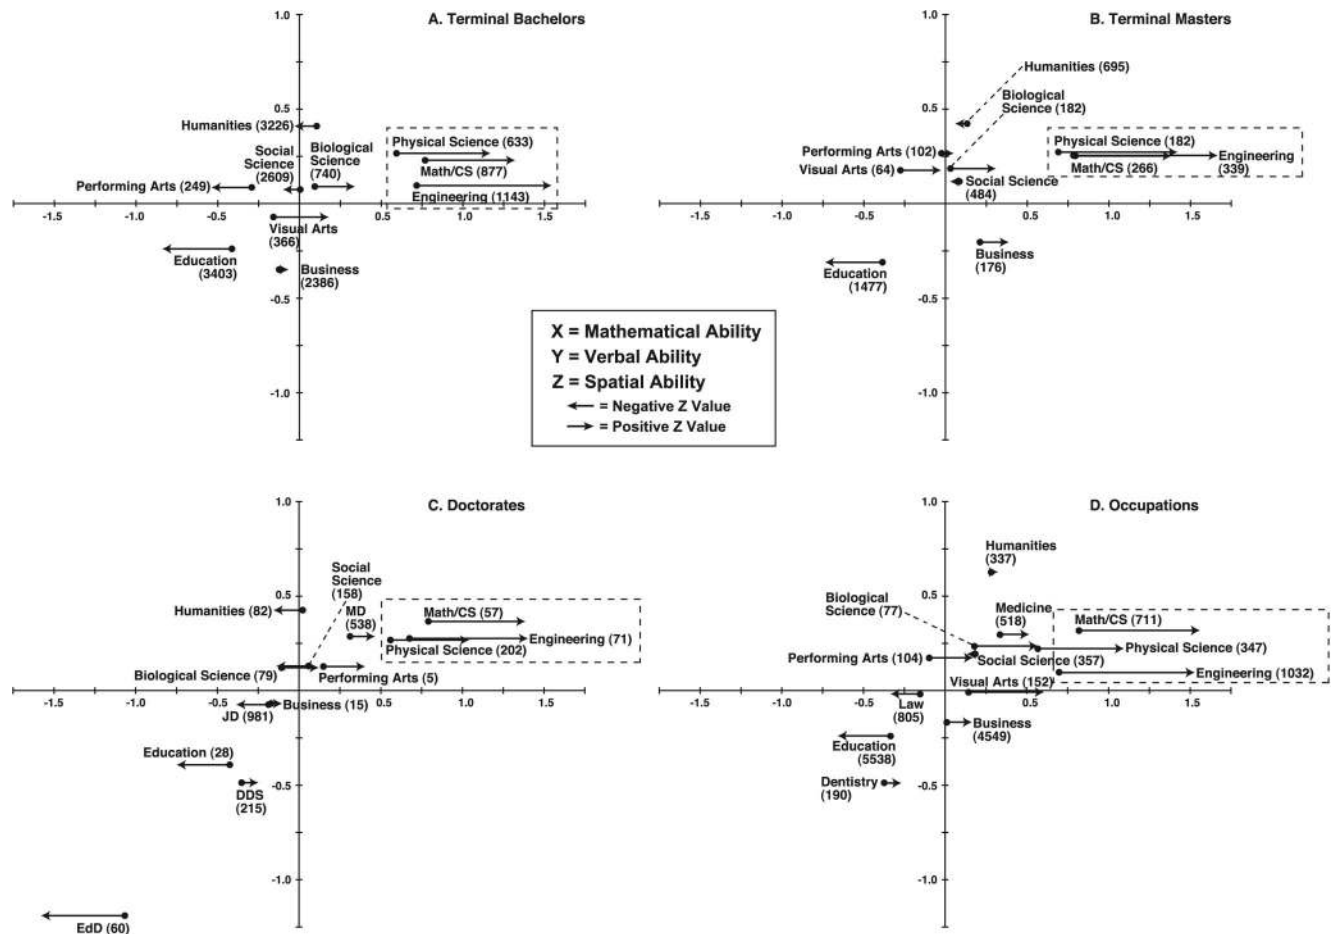 A. Terminal Bachelors
1.0
0.5
-0.5
-1.0
-1.5
-1.0
-0.5
0.5
1.0
1.5
Humanities (3226)
Social
Science
(2609)
Biological
Science
(740)
Performing Arts (249)
Physical Science (633)
Math/CS (877)
Engineering (1143)
Visual Arts
(366)
Education
(3403)
Business
(2386)
B. Terminal Masters
1.0
0.5
-0.5
-1.0
-1.5
-1.0
-0.5
0.5
1.0
1.5
Humanities (695)
Biological
Science
(182)
Performing Arts
(102)
Visual Arts (64)
Social Science
(484)
Physical Science (182)
Math/CS (266)
Engineering
(339)
Business
(176)
Education
(1477)
X = Mathematical Ability
Y = Verbal Ability
Z = Spatial Ability
= Negative Z Value
= Positive Z Value
C. Doctorates
1.0
0.5
-0.5
-1.0
-1.5
-1.0
-0.5
0.5
1.0
1.5
Social
Science
(158)
MD
(538)
Humanities (82)
Math/CS (57)
Engineering (71)
Physical Science (202)
Biological Science (79)
Performing Arts (5)
Business (15)
JD (981)
Education (28)
DDS
(215)
EdD (60)
D. Occupations
1.0
0.5
-0.5
-1.0
-1.5
-1.0
-0.5
0.5
1.0
1.5
Humanities
(337)
Biological
Science (77)
Medicine
(518)
Math/CS (711)
Physical Science (347)
Performing Arts (104)
Social Science (357)
Engineering (1032)
Visual Arts (152)
Law
(805)
Business
(4549)
Education
(5538)
Dentistry
(190)